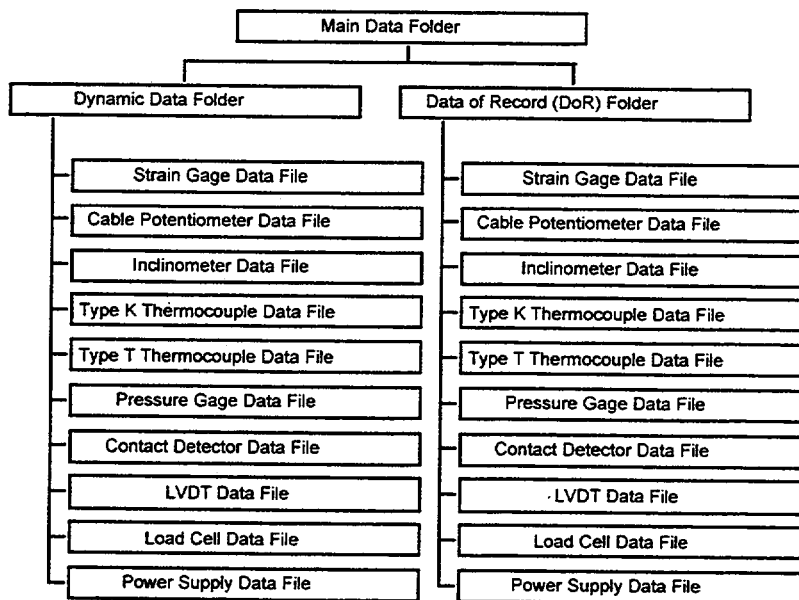 Main Data Folder
Dynamic Data Folder
Data of Record (DoR) Folder
Strain Gage Data File
Cable Potentiometer Data File
Inclinometer Data File
Type K Thermocouple Data File
Type T Thermocouple Data File
Pressure Gage Data File
Contact Detector Data File
LVDT Data File
Load Cell Data File
Power Supply Data File
Strain Gage Data File
Cable Potentiometer Data File
Inclinometer Data File
Type K Thermocouple Data File
Type T Thermocouple Data File
Pressure Gage Data File
Contact Detector Data File
LVDT Data File
Load Cell Data File
Power Supply Data File